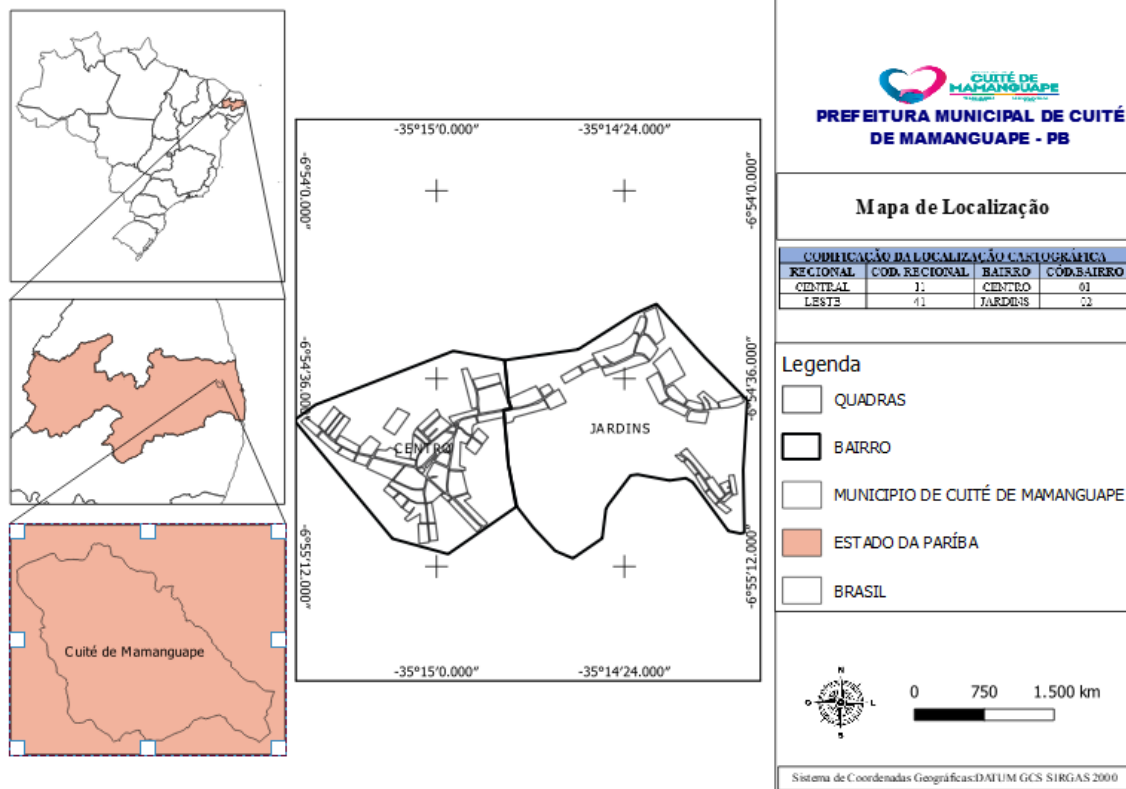 CUITÉ DE
MAMANGUAPE
PREFEITURA MUNICIPAL DE CUITÉ
DE MAMANGUAPE - PB
Mapa de Localização
CODIFICAÇÃO DA LOCALIZAÇÃO CARTOGRÁFICA
REGIONAL COD. REGIONAL BAIRRO CÓD.BAIRRO
CENTRAL 11 CENTRO 01
LESTE 41 JARDINS 02
Legenda
QUADRAS
BAIRRO
MUNICIPIO DE CUITÉ DE MAMANGUAPE
ESTADO DA PARÍBA
BRASIL
N
O L
S
0 750 1.500 km
Sistema de Coordenadas Geográficas:DATUM GCS SIRGAS 2000
-35°15'0.000" -35°14'24.000"
-6°54'0.000" -6°54'0.000"
-6°54'36.000" -6°54'36.000"
CENTRO
JARDINS
-6°55'12.000" -6°55'12.000"
-35°15'0.000" -35°14'24.000"
Cuité de Mamanguape